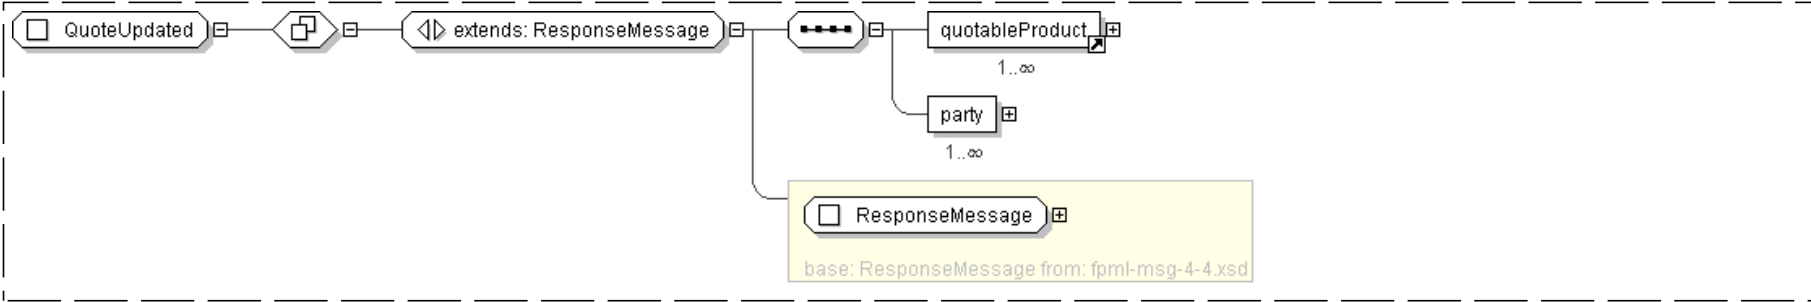 QuoteUpdated
extends: ResponseMessage
quotableProduct
1..∞
party
1..∞
ResponseMessage
base: ResponseMessage from: fpml-msg-4-4.xsd